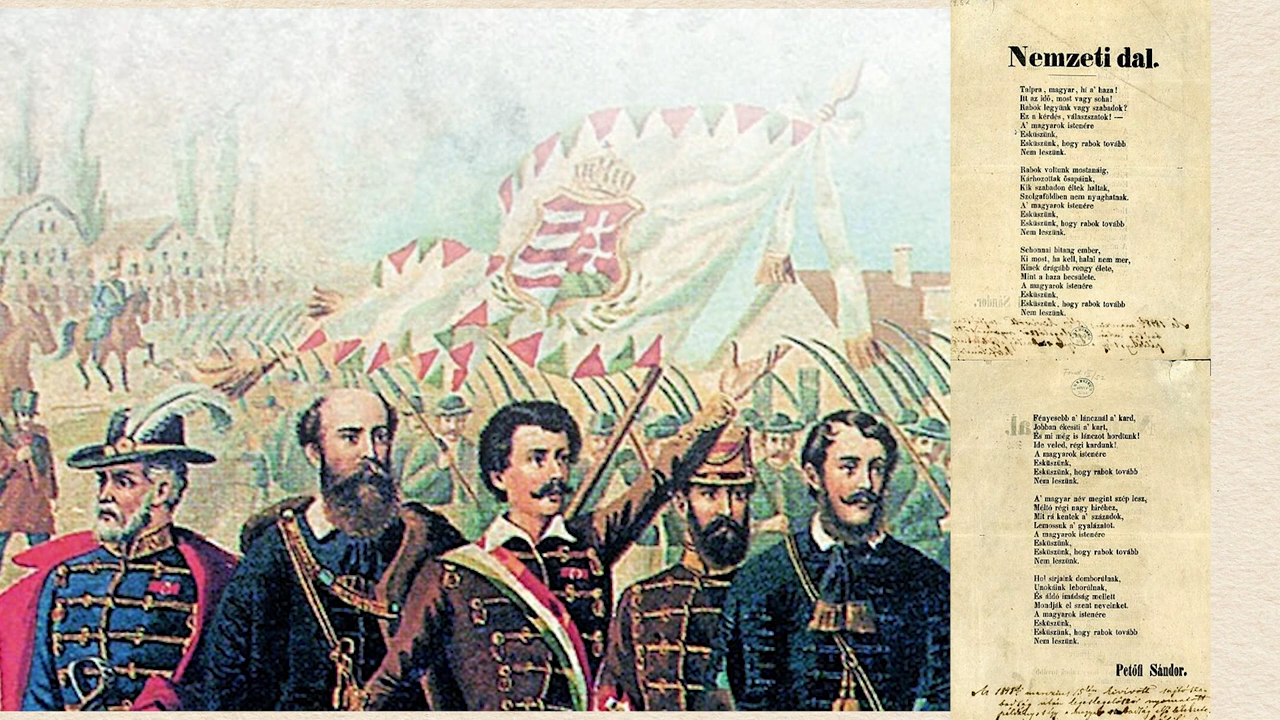 Nemzeti dal.
Talpra, magyar, hí a' haza!
Itt az idő, most vagy soha!
Rabok legyünk vagy szabadok?
Ez a' kérdés, válaszszatok! —
A' magyarok istenére
Esküszünk,
Esküszünk, hogy rabok tovább
Nem leszünk.
Rabok voltunk mostanáig,
Kárhozottak ősapáink,
Kik szabadon éltek haltak,
Szolgaföldben nem nyughatnak.
A' magyarok istenére
Esküszünk,
Esküszünk, hogy rabok tovább
Nem leszünk.
Sehonnai bitang ember,
Ki most, ha kell, halni nem mer,
Kinek drágább rongy élete,
Mint a haza becsülete.
A magyarok istenére
Esküszünk,
Esküszünk, hogy rabok tovább
Nem leszünk.
Fényesebb a' láncznál a' kard,
Jobban ékesíti a' kart,
És mi még is lánczot hordtunk!
Ide veled, régi kardunk!
A magyarok istenére
Esküszünk,
Esküszünk, hogy rabok tovább
Nem leszünk.
A' magyar név megint szép lesz,
Méltó régi nagy hiréhez,
Mit rá kentek a' századok,
Lemossuk a' gyalázatot.
A magyarok istenére
Esküszünk,
Esküszünk, hogy rabok tovább
Nem leszünk.
Hol sírjaink domborúlnak,
Unokáink leborúlnak,
És áldó imádság mellett
Mondják el szent neveinket.
A magyarok istenére
Esküszünk,
Esküszünk, hogy rabok tovább
Nem leszünk.
Petőfi Sándor.